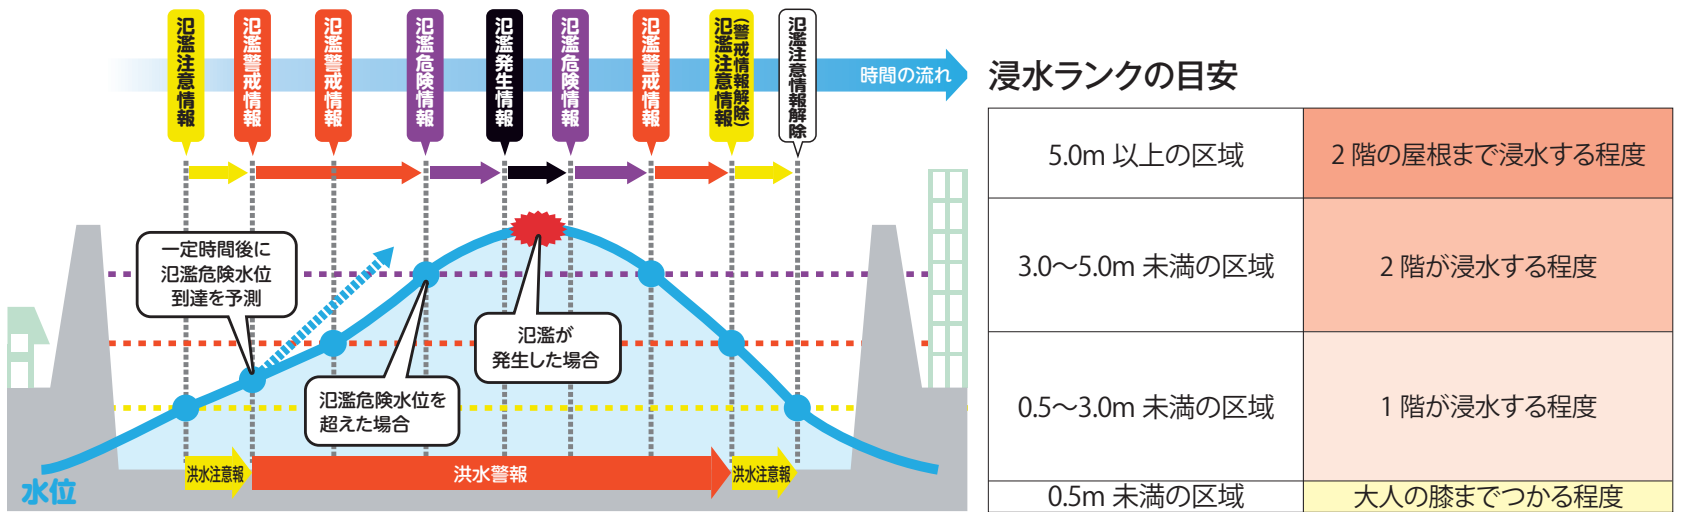 氾濫注意情報
氾濫警戒情報
氾濫警戒情報
氾濫危険情報
氾濫発生情報
氾濫危険情報
氾濫警戒情報
(警戒情報解除)
氾濫注意情報
氾濫注意情報解除
時間の流れ
一定時間後に
氾濫危険水位
到達を予測
氾濫が
発生した場合
氾濫危険水位を
超えた場合
洪水注意報
洪水警報
洪水注意報
水位
浸水ランクの目安
5.0m 以上の区域
2 階の屋根まで浸水する程度
3.0〜5.0m 未満の区域
2 階が浸水する程度
0.5〜3.0m 未満の区域
1 階が浸水する程度
0.5m 未満の区域
大人の膝までつかる程度